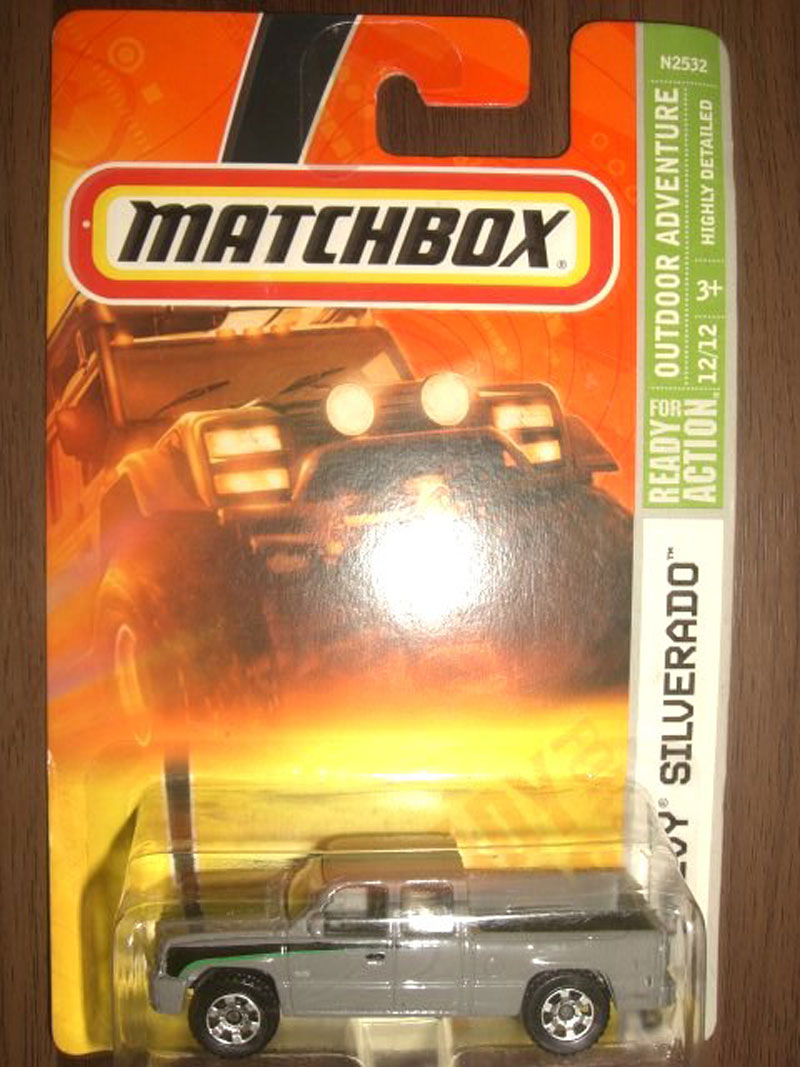 MATCHBOX®
N2532
OUTDOOR ADVENTURE
HIGHLY DETAILED
12/12
3+
READY FOR
ACTION
SILVERADO™